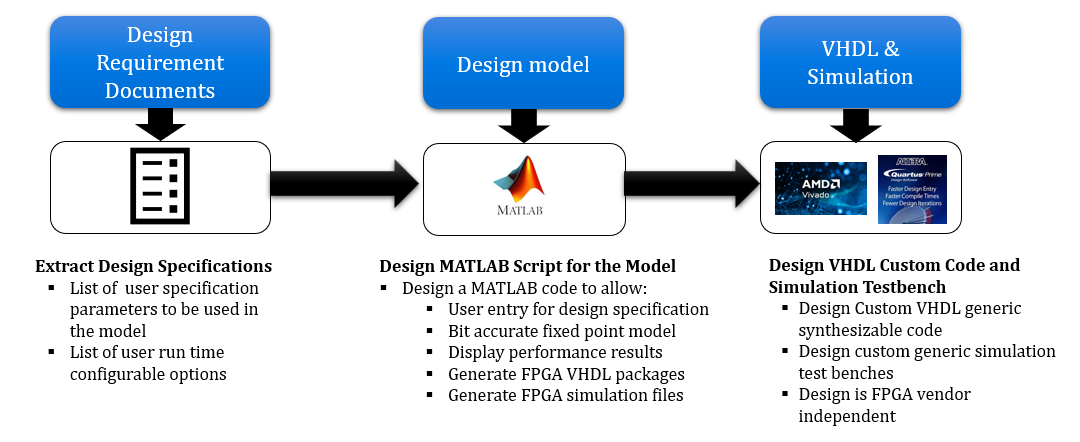 Design
Requirement
Documents
Design model
VHDL &
Simulation
MATLAB
AMD
Vivado
ALTERA
Quartus Prime
Design Software
Faster Design Entry
Faster Compile Times
Fewer Design Iterations
Extract Design Specifications
▪ List of user specification
parameters to be used in
the model
▪ List of user run time
configurable options
Design MATLAB Script for the Model
▪ Design a MATLAB code to allow:
▪ User entry for design specification
▪ Bit accurate fixed point model
▪ Display performance results
▪ Generate FPGA VHDL packages
▪ Generate FPGA simulation files
Design VHDL Custom Code and
Simulation Testbench
▪ Design Custom VHDL generic
synthesizable code
▪ Design custom generic simulation
test benches
▪ Design is FPGA vendor
independent